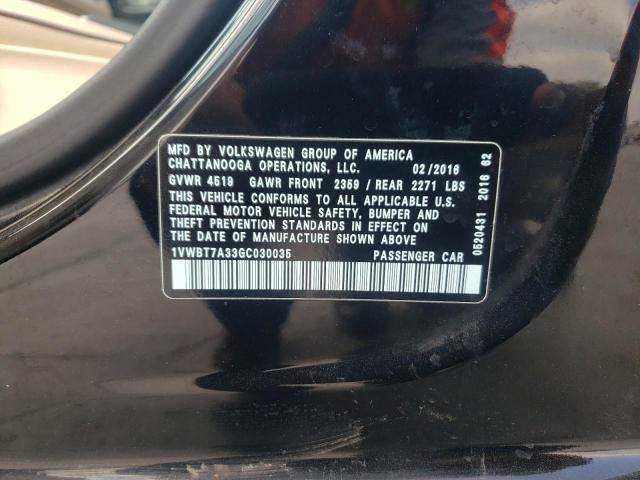 MFD BY VOLKSWAGEN GROUP OF AMERICA
CHATTANOOGA OPERATIONS, LLC. 02/2016
GVWR 4519 GAWR FRONT 2359 / REAR 2271 LBS
THIS VEHICLE CONFORMS TO ALL APPLICABLE U.S.
FEDERAL MOTOR VEHICLE SAFETY, BUMPER AND
THEFT PREVENTION STANDARDS IN EFFECT ON
THE DATE OF MANUFACTURE SHOWN ABOVE
1VWBT7A33GC030035 PASSENGER CAR
0520431 2016 62